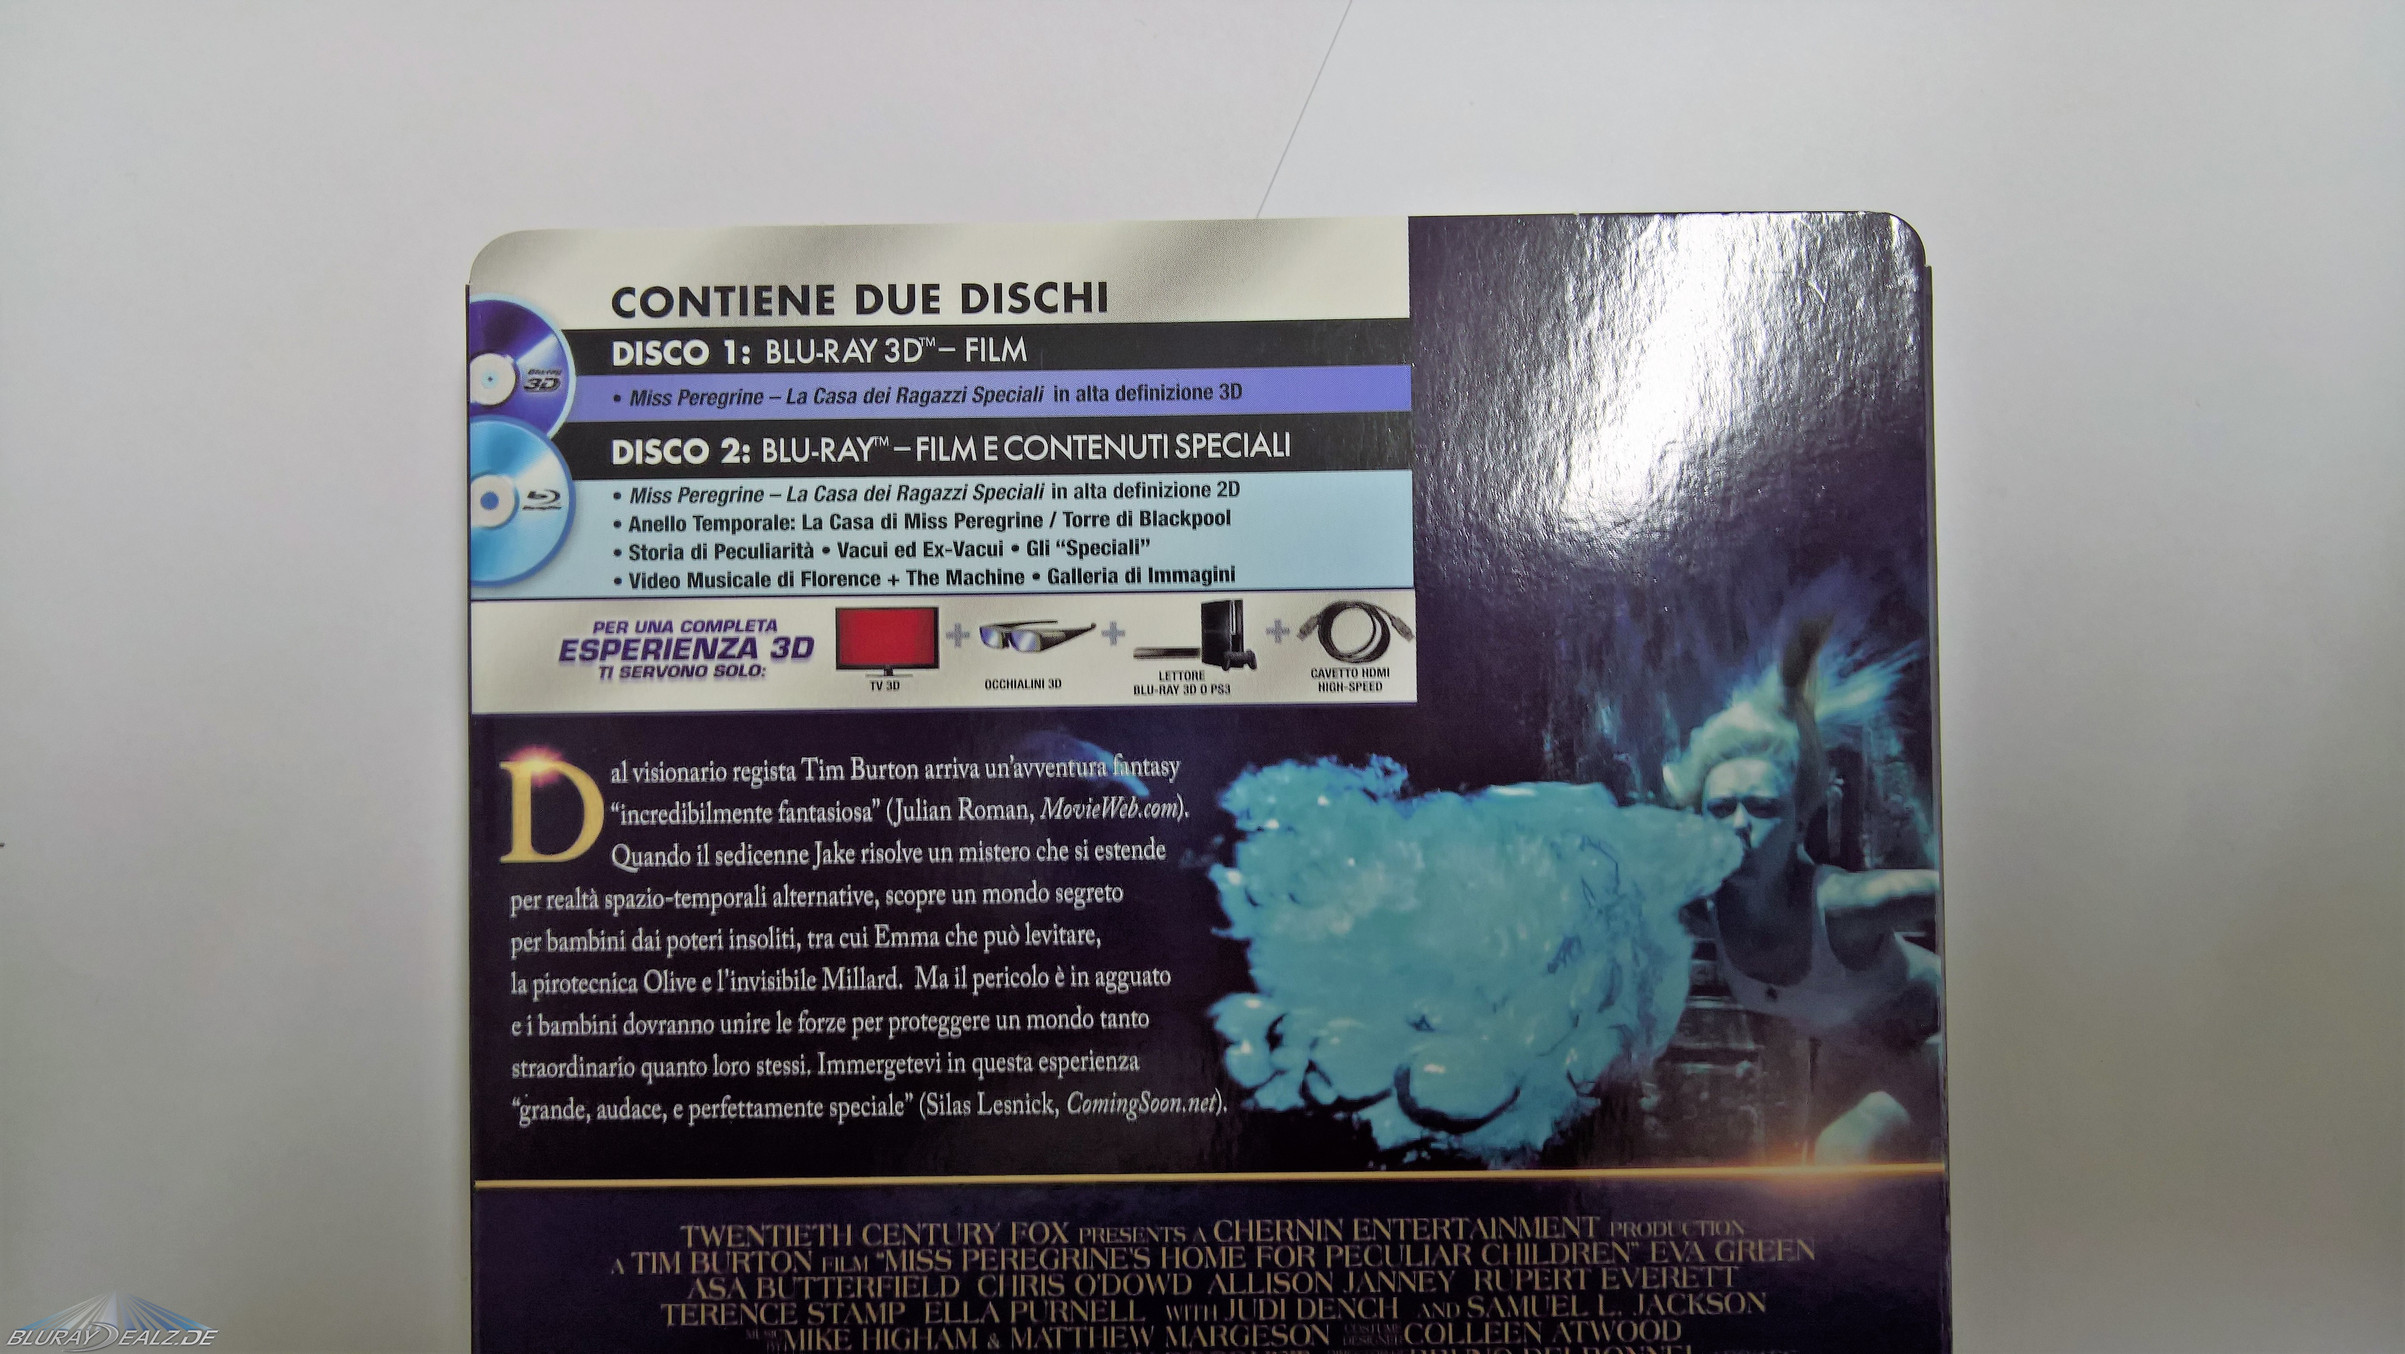 CONTIENE DUE DISCHI
DISCO 1: BLU-RAY 3D™ – FILM
• Miss Peregrine – La Casa dei Ragazzi Speciali in alta definizione 3D
DISCO 2: BLU-RAY™ – FILM E CONTENUTI SPECIALI
• Miss Peregrine – La Casa dei Ragazzi Speciali in alta definizione 2D
• Anello Temporale: La Casa di Miss Peregrine / Torre di Blackpool
• Storia di Peculiarità • Vacui ed Ex-Vacui • Gli “Speciali”
• Video Musicale di Florence + The Machine • Galleria di Immagini
PER UNA COMPLETA
ESPERIENZA 3D
TI SERVONO SOLO:
TV 3D
OCCHIALINI 3D
LETTORE
BLU-RAY 3D O PS3
CAVETTO HDMI
HIGH-SPEED
Dal visionario regista Tim Burton arriva un'avventura fantasy
“incredibilmente fantasiosa” (Julian Roman, MovieWeb.com).
Quando il sedicenne Jake risolve un mistero che si estende
per realtà spazio-temporali alternative, scopre un mondo segreto
per bambini dai poteri insoliti, tra cui Emma che può levitare,
la pirotecnica Olive e l'invisibile Millard. Ma il pericolo è in agguato
e i bambini dovranno unire le forze per proteggere un mondo tanto
straordinario quanto loro stessi. Immergetevi in questa esperienza
“grande, audace, e perfettamente speciale” (Silas Lesnick, ComingSoon.net).
TWENTIETH CENTURY FOX PRESENTS A CHERNIN ENTERTAINMENT PRODUCTION
A TIM BURTON FILM “MISS PEREGRINE'S HOME FOR PECULIAR CHILDREN” EVA GREEN
ASA BUTTERFIELD CHRIS O'DOWD ALLISON JANNEY RUPERT EVERETT
TERENCE STAMP ELLA PURNELL WITH JUDI DENCH AND SAMUEL L. JACKSON
MIKE HIGHAM & MATTHEW MARGESON COSTUME DESIGNER COLLEEN ATWOOD
BLURAYDEALZ.DE